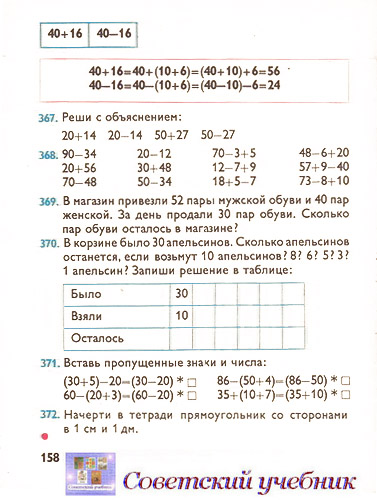 40+16 40−16
40+16=40+(10+6)=(40+10)+6=56
40−16=40−(10+6)=(40−10)−6=24
367. Реши с объяснением:
20+14 20−14 50+27 50−27
368. 90−34 20−12 70−3+5 48−6+20
20+56 30+48 12−7+9 57+9−40
70−48 50−34 18+5−7 73−8+10
369. В магазин привезли 52 пары мужской обуви и 40 пар
женской. За день продали 30 пар обуви. Сколько
пар обуви осталось в магазине?
370. В корзине было 30 апельсинов. Сколько апельсинов
останется, если возьмут 10 апельсинов? 8? 6? 5? 3?
1 апельсин? Запиши решение в таблице:
Было 30
Взяли 10
Осталось
371. Вставь пропущенные знаки и числа:
(30+5)−20=(30−20) * □ 86−(50+4)=(86−50) * □
60−(20+3)=(60−20) * □ 35+(10+7)=(35+10) * □
372. Начерти в тетради прямоугольник со сторонами
в 1 см и 1 дм.
158
Советский учебник